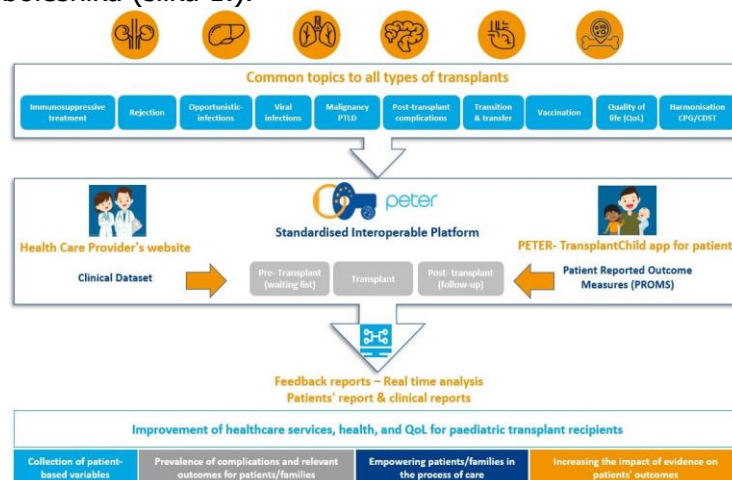 bolesnika (slika 1.).
Common topics to all types of transplants
Immunosuppressive
treatment
Rejection
Opportunistic-
infections
Viral
infections
Malignancy
PTLD
Post-transplant
complications
Transition
& transfer
Vaccination
Quality of
life (QoL)
Harmonisation
CPG/CDST
peter
Standardised Interoperable Platform
Health Care Provider's website
PETER- TransplantChild app for patient
Clinical Dataset
Pre- Transplant
(waiting list)
Transplant
Post- transplant
(follow-up)
Patient Reported Outcome
Measures (PROMS)
Feedback reports – Real time analysis
Patients' report & clinical reports
Improvement of healthcare services, health, and QoL for paediatric transplant recipients
Collection of patient-
based variables
Prevalence of complications and relevant
outcomes for patients/families
Empowering patients/families in
the process of care
Increasing the impact of evidence on
patients' outcomes